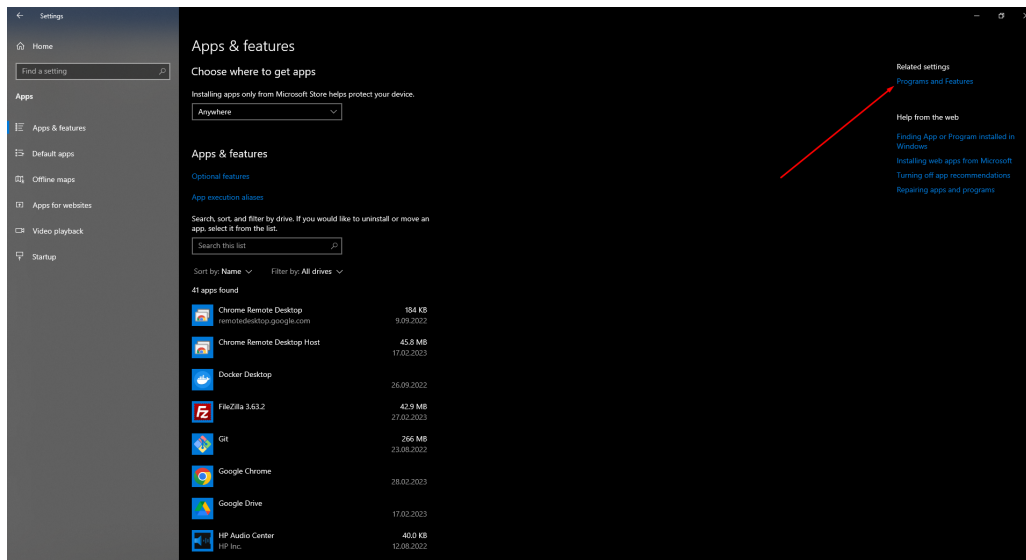 Settings
Home
Find a setting
Apps
Apps & features
Default apps
Offline maps
Apps for websites
Video playback
Startup
Apps & features
Choose where to get apps
Installing apps only from Microsoft Store helps protect your device.
Anywhere
Apps & features
Optional features
App execution aliases
Search, sort, and filter by drive. If you would like to uninstall or move an
app, select it from the list.
Search this list
Sort by: Name
Filter by: All drives
41 apps found
Chrome Remote Desktop 184 KB
remotedesktop.google.com 9.09.2022
Chrome Remote Desktop Host 45.8 MB
17.02.2023
Docker Desktop
26.09.2022
FileZilla 3.63.2 42.9 MB
27.02.2023
Git 266 MB
23.08.2022
Google Chrome
28.02.2023
Google Drive
17.02.2023
HP Audio Center 40.0 KB
HP Inc. 12.08.2022
Related settings
Programs and Features
Help from the web
Finding App or Program installed in
Windows
Installing web apps from Microsoft
Turning off app recommendations
Repairing apps and programs